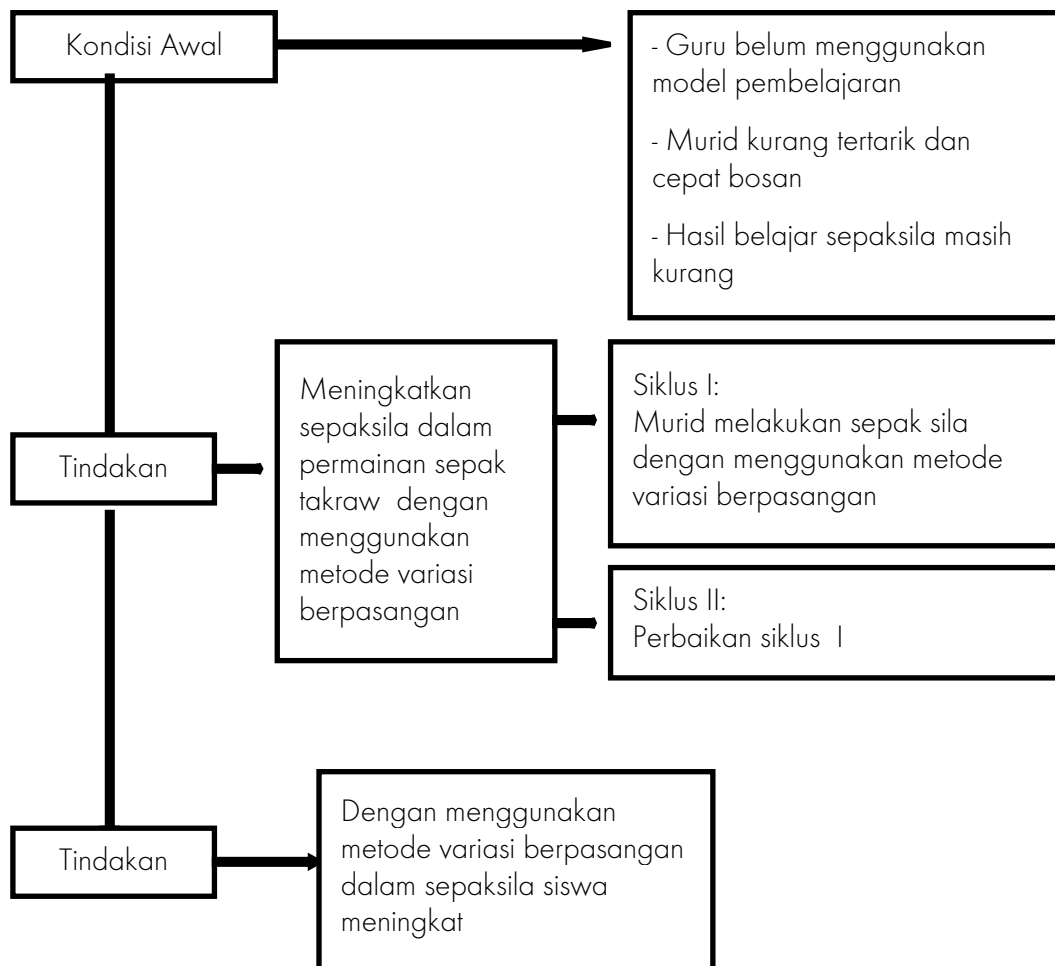 Kondisi Awal
- Guru belum menggunakan
model pembelajaran
- Murid kurang tertarik dan
cepat bosan
- Hasil belajar sepaksila masih
kurang
Tindakan
Meningkatkan
sepaksila dalam
permainan sepak
takraw dengan
menggunakan
metode variasi
berpasangan
Siklus I:
Murid melakukan sepak sila
dengan menggunakan metode
variasi berpasangan
Siklus II:
Perbaikan siklus I
Tindakan
Dengan menggunakan
metode variasi berpasangan
dalam sepaksila siswa
meningkat